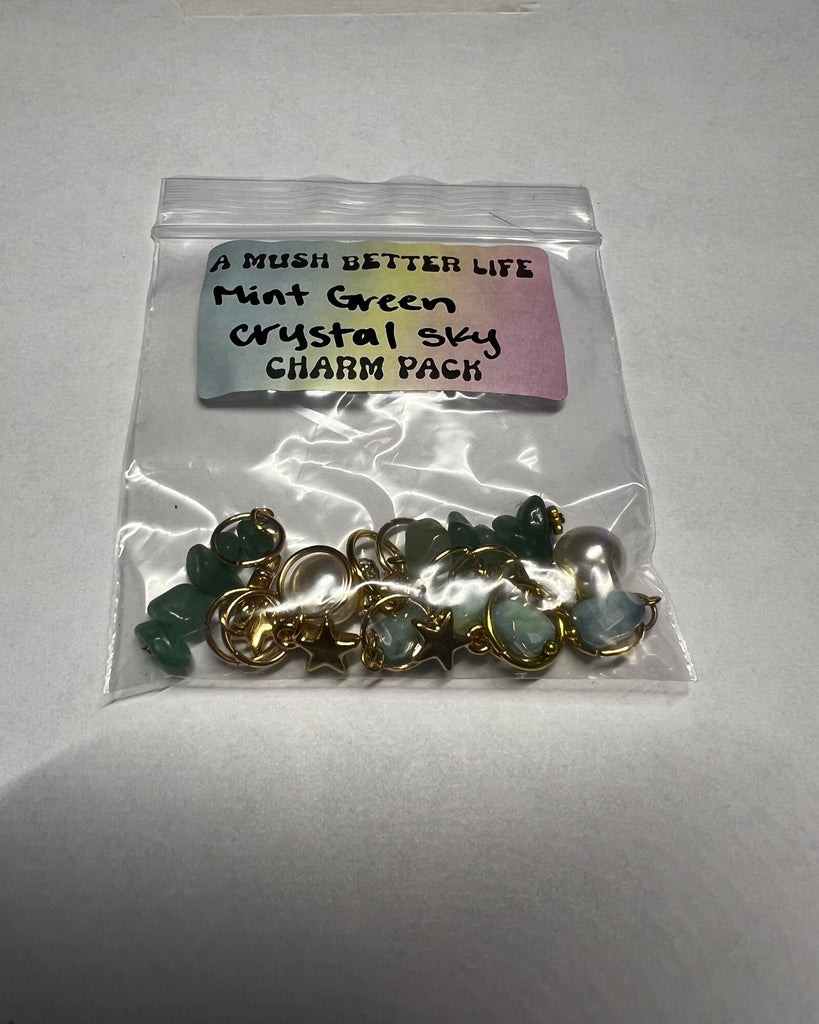 A MUSH BETTER LIFE
Mint Green
crystal sky
CHARM PACK